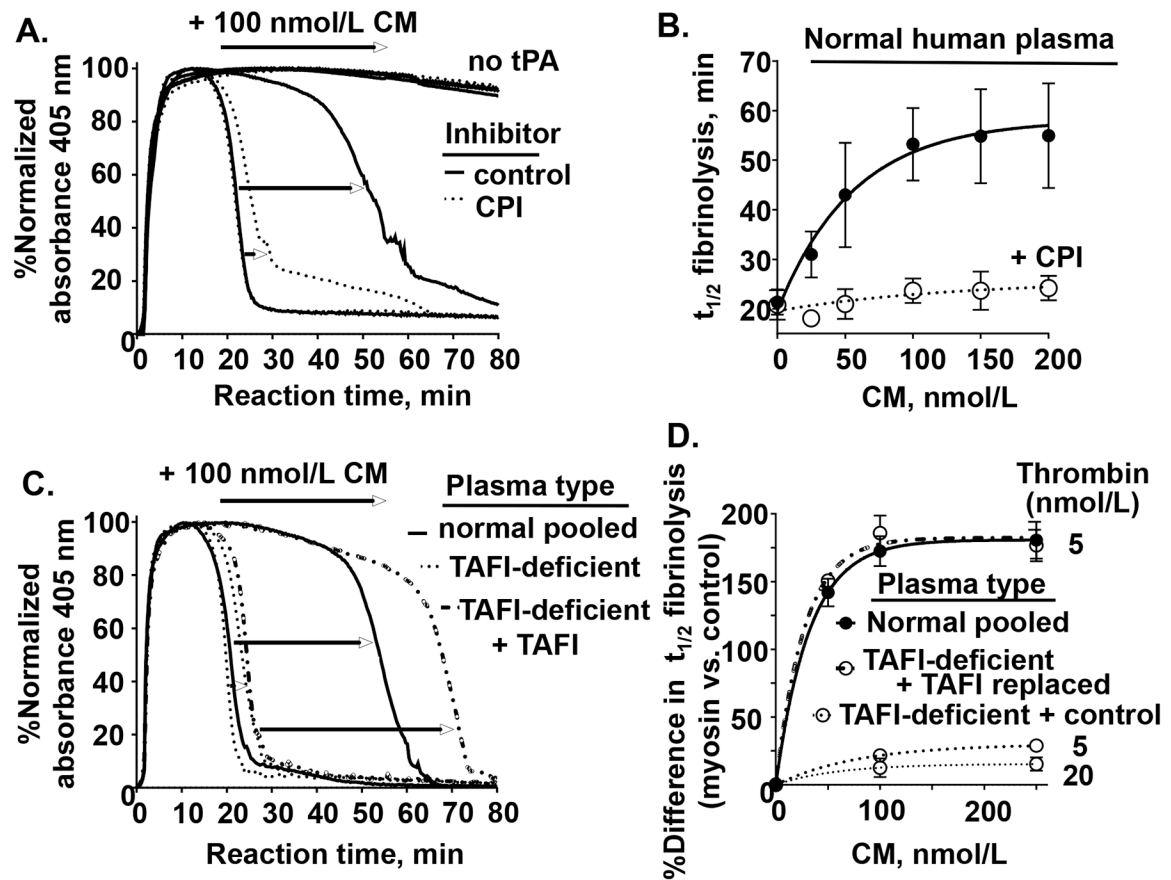 A.
+ 100 nmol/L CM
no tPA
Inhibitor
control
CPI
%Normalized
absorbance 405 nm
100
80
60
40
20
0
0 10 20 30 40 50 60 70 80
Reaction time, min
B.
Normal human plasma
t1/2 fibrinolysis, min
70
60
50
40
30
20
+ CPI
0 50 100 150 200
CM, nmol/L
C.
+ 100 nmol/L CM
Plasma type
normal pooled
TAFI-deficient
TAFI-deficient
+ TAFI
%Normalized
absorbance 405 nm
100
80
60
40
20
0
0 10 20 30 40 50 60 70 80
Reaction time, min
D.
Thrombin
(nmol/L)
%Difference in t1/2 fibrinolysis
(myosin vs. control)
200
150
100
50
0
5
Plasma type
Normal pooled
TAFI-deficient
+ TAFI replaced
TAFI-deficient + control
5
20
0 100 200
CM, nmol/L